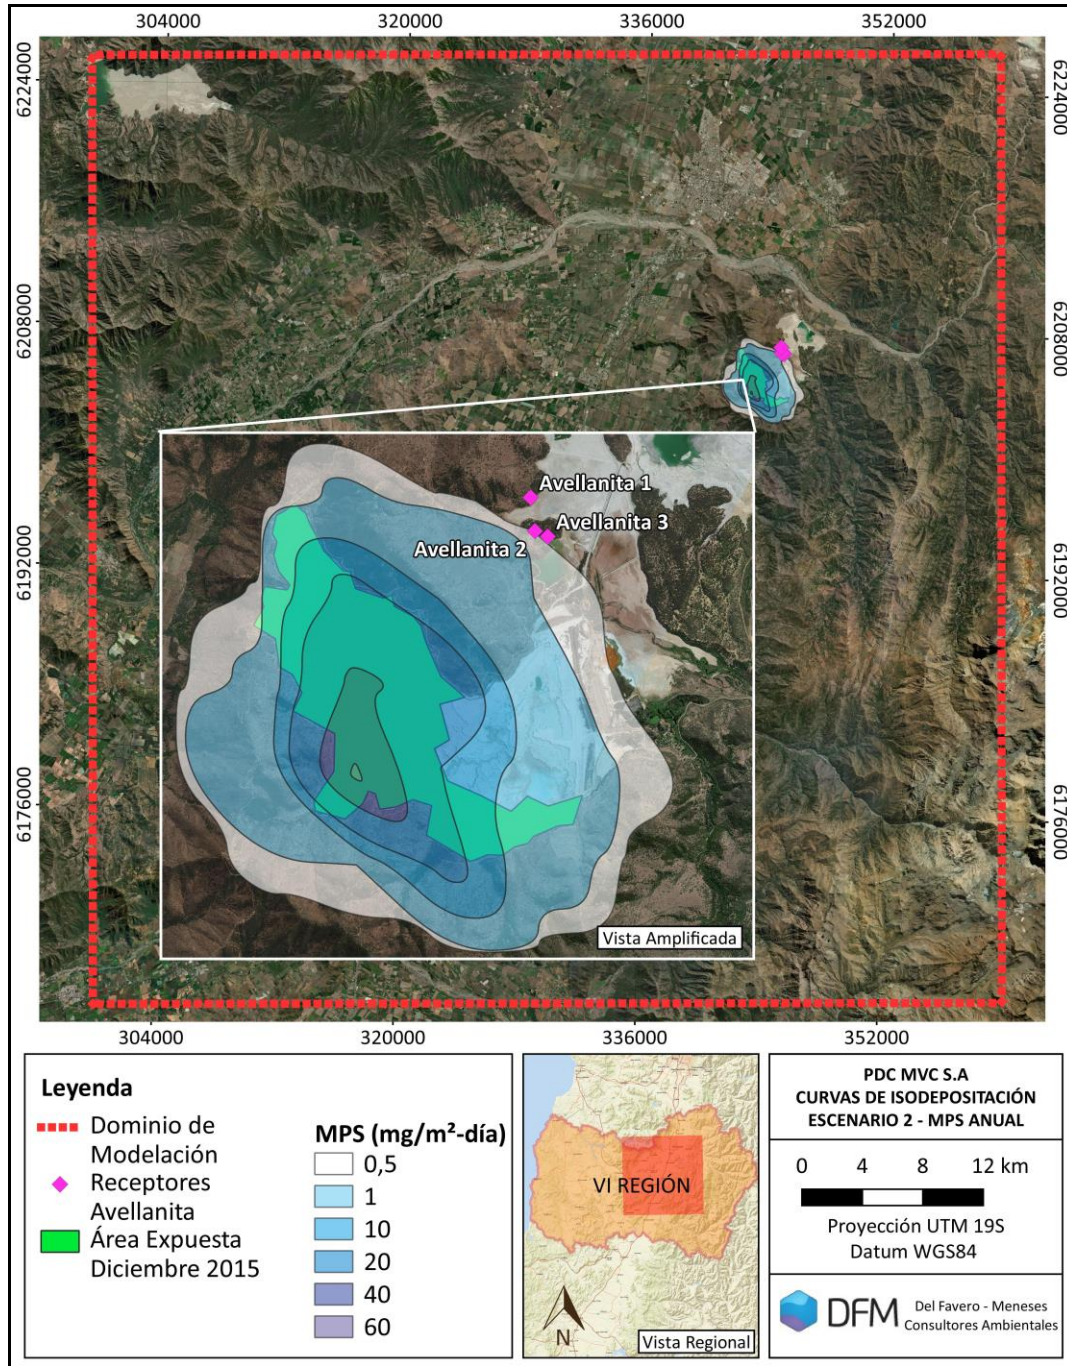 304000
320000
336000
352000
6224000
6224000
6208000
6208000
Avellanita 1
Avellanita 3
Avellanita 2
6192000
6192000
6176000
6176000
Vista Amplificada
304000
320000
336000
352000
Leyenda
Dominio de
Modelación
Receptores
Avellanita
Área Expuesta
Diciembre 2015
MPS (mg/m²-día)
0,5
1
10
20
40
60
VI REGIÓN
N
Vista Regional
PDC MVC S.A
CURVAS DE ISODEPOSITACIÓN
ESCENARIO 2 - MPS ANUAL
0 4 8 12 km
Proyección UTM 19S
Datum WGS84
DFM
Del Favero - Meneses
Consultores Ambientales